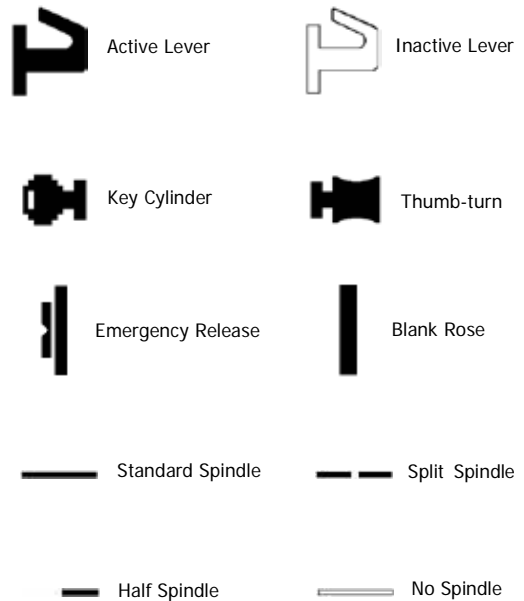 Active Lever
Inactive Lever
Key Cylinder
Thumb-turn
Emergency Release
Blank Rose
Standard Spindle
Split Spindle
Half Spindle
No Spindle